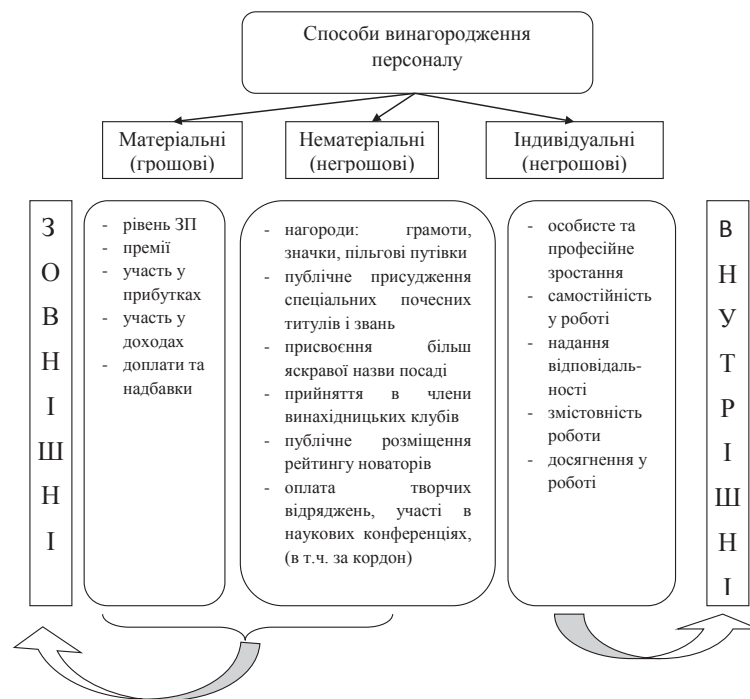 Способи винагородження
персоналу
Матеріальні
(грошові)
Нематеріальні
(негрошові)
Індивідуальні
(негрошові)
З
О
В
Н
І
Ш
Н
І
- рівень ЗП
- премії
- участь у
прибутках
- участь у
доходах
- доплати та
надбавки
- нагороди: грамоти,
значки, пільгові путівки
- публічне присудження
спеціальних почесних
титулів і звань
- присвоєння більш
яскравої назви посаді
- прийняття в члени
винахідницьких клубів
- публічне розміщення
рейтингу новаторів
- оплата творчих
відряджень, участі в
наукових конференціях,
(в т.ч. за кордон)
- особисте та
професійне
зростання
- самостійність
у роботі
- надання
відповідаль-
ності
- змістовність
роботи
- досягнення у
роботі
В
Н
У
Т
Р
І
Ш
Н
І